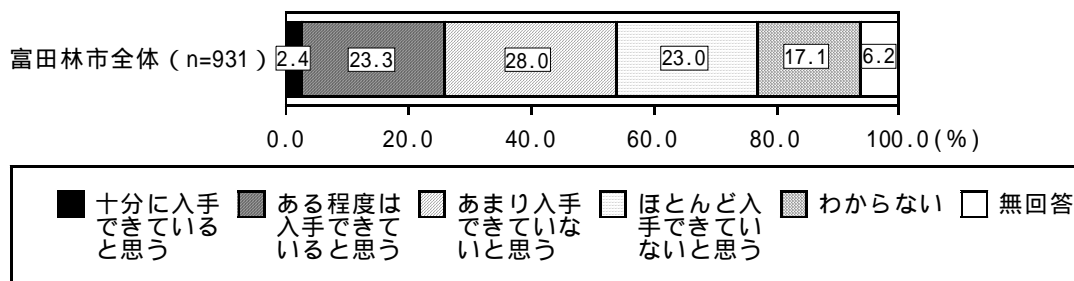 富田林市全体（n=931）
2.4 23.3 28.0 23.0 17.1 6.2
0.0 20.0 40.0 60.0 80.0 100.0(%)
十分に入手
できている
と思う
ある程度は
入手できて
いると思う
あまり入手
できていな
いと思う
ほとんど入
手できてい
ないと思う
わからない
無回答